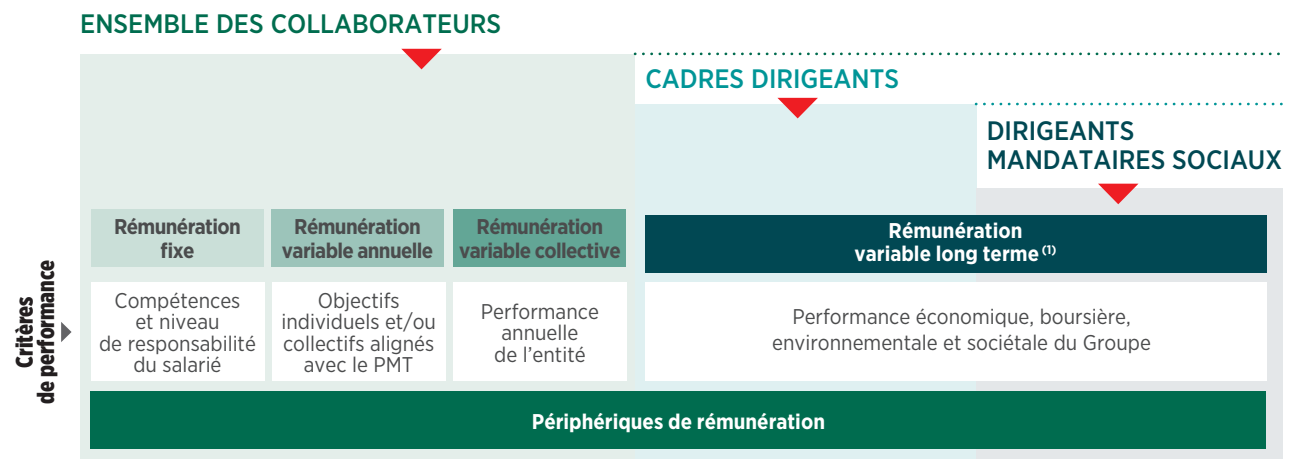 ENSEMBLE DES COLLABORATEURS
CADRES DIRIGEANTS
DIRIGEANTS
MANDATAIRES SOCIAUX
Rémunération
fixe
Rémunération
variable annuelle
Rémunération
variable collective
Rémunération
variable long terme (1)
Critères
de performance
Compétences
et niveau
de responsabilité
du salarié
Objectifs
individuels et/ou
collectifs alignés
avec le PMT
Performance
annuelle
de l'entité
Performance économique, boursière,
environnementale et sociétale du Groupe
Périphériques de rémunération